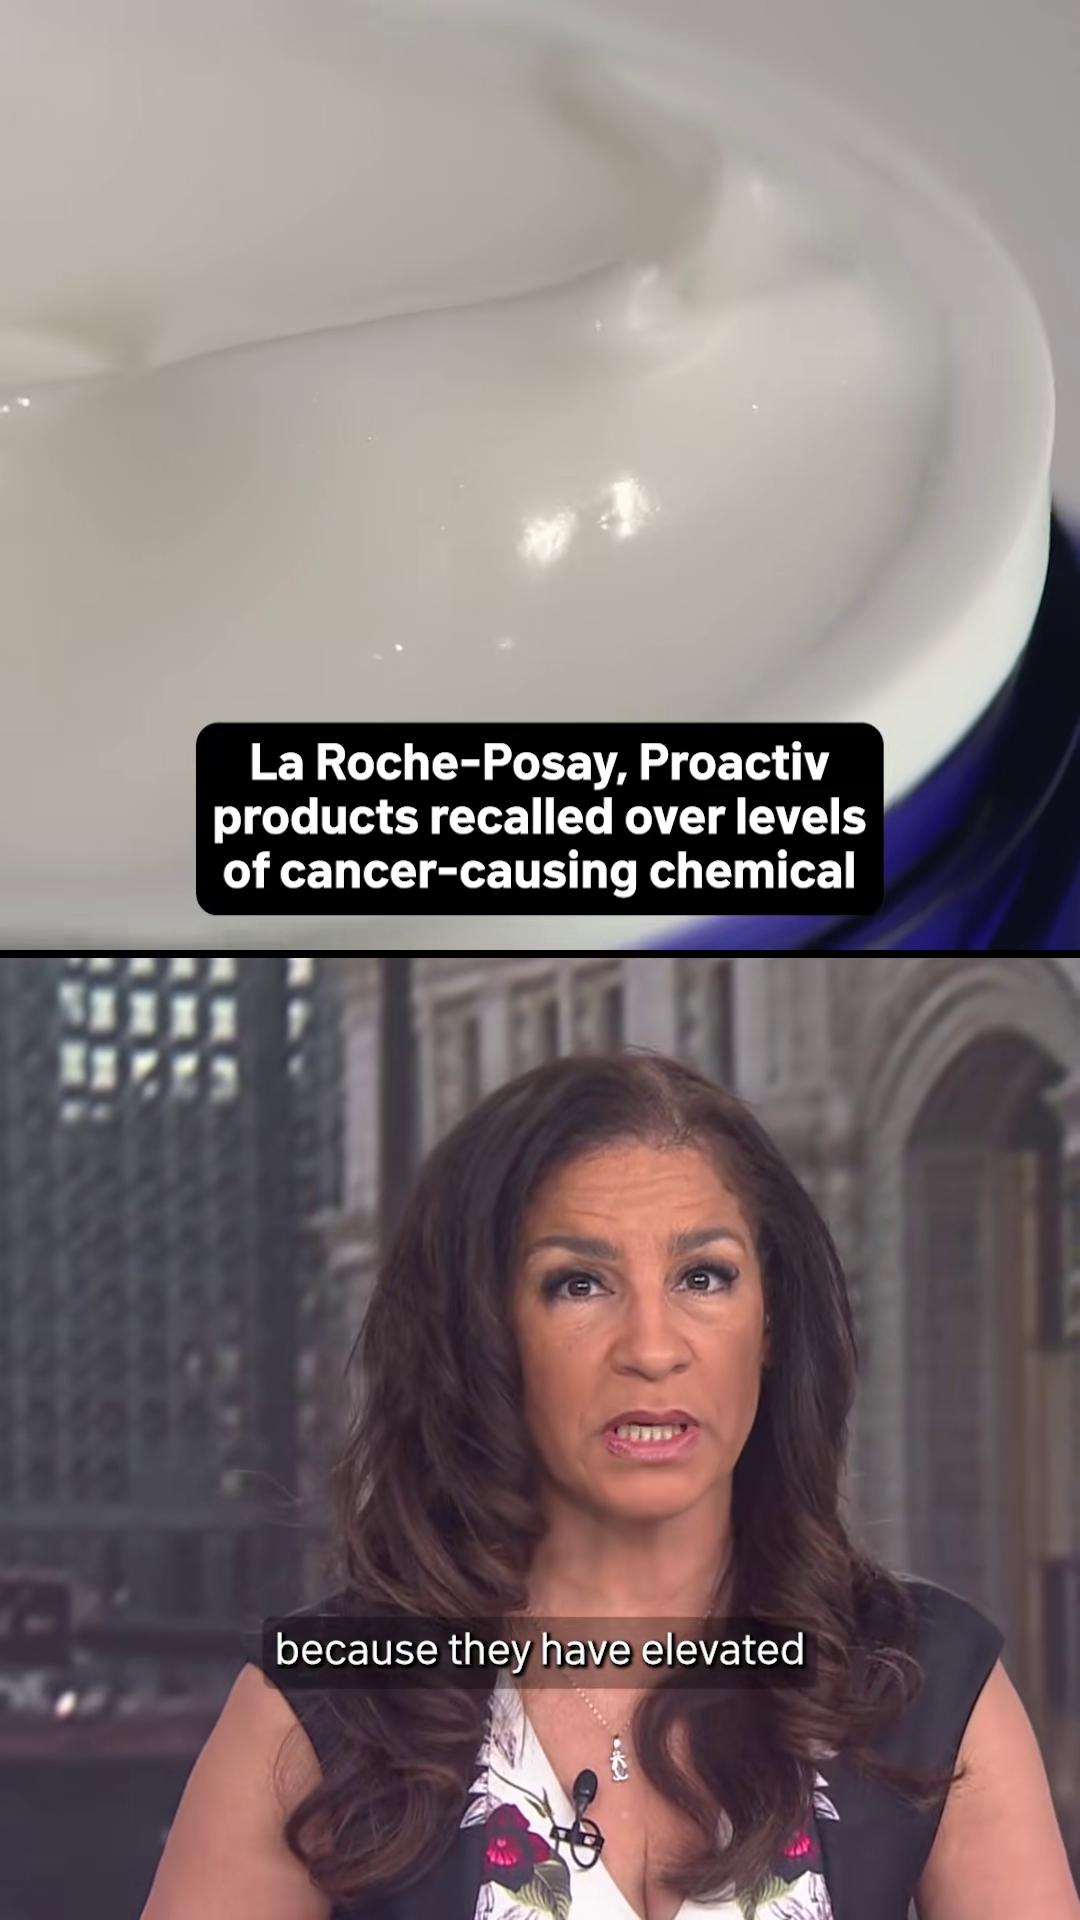 La Roche-Posay, Proactiv
products recalled over levels
of cancer-causing chemical
because they have elevated